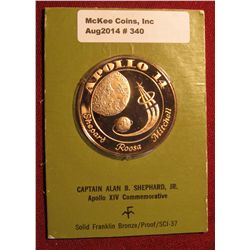 McKee Coins, Inc
Aug2014 # 340
APOLLO 14
Shepard Roosa Mitchell
CAPTAIN ALAN B. SHEPHARD, JR.
Apollo XIV Commemorative
Solid Franklin Bronze/Proof/SCI-37